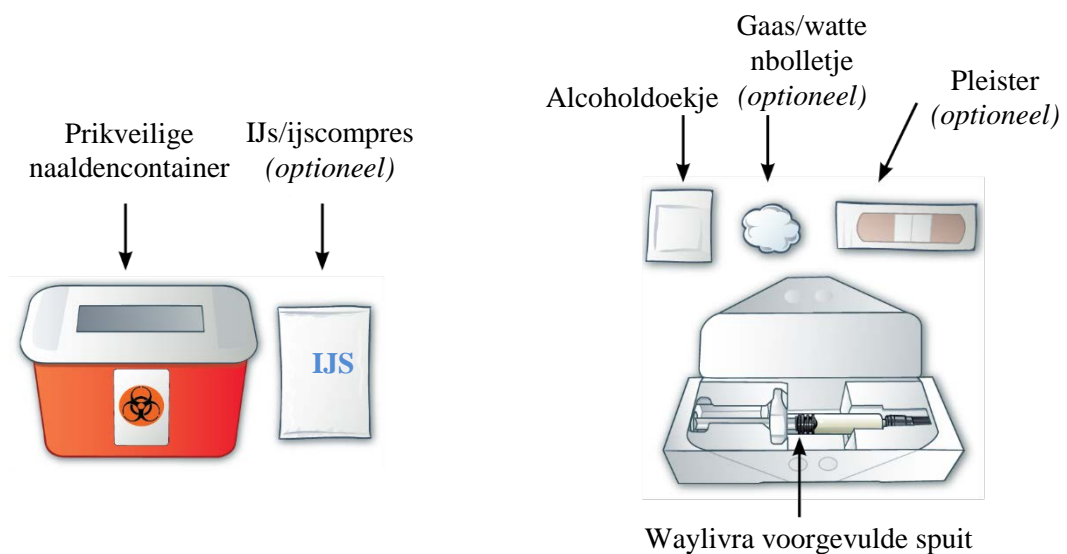 Prikveilige
naaldencontainer
IJs/ijscompres
(optioneel)
IJS
Alcoholdoekje
Gaas/watte
nbolletje
(optioneel)
Pleister
(optioneel)
Waylivra voorgevulde spuit